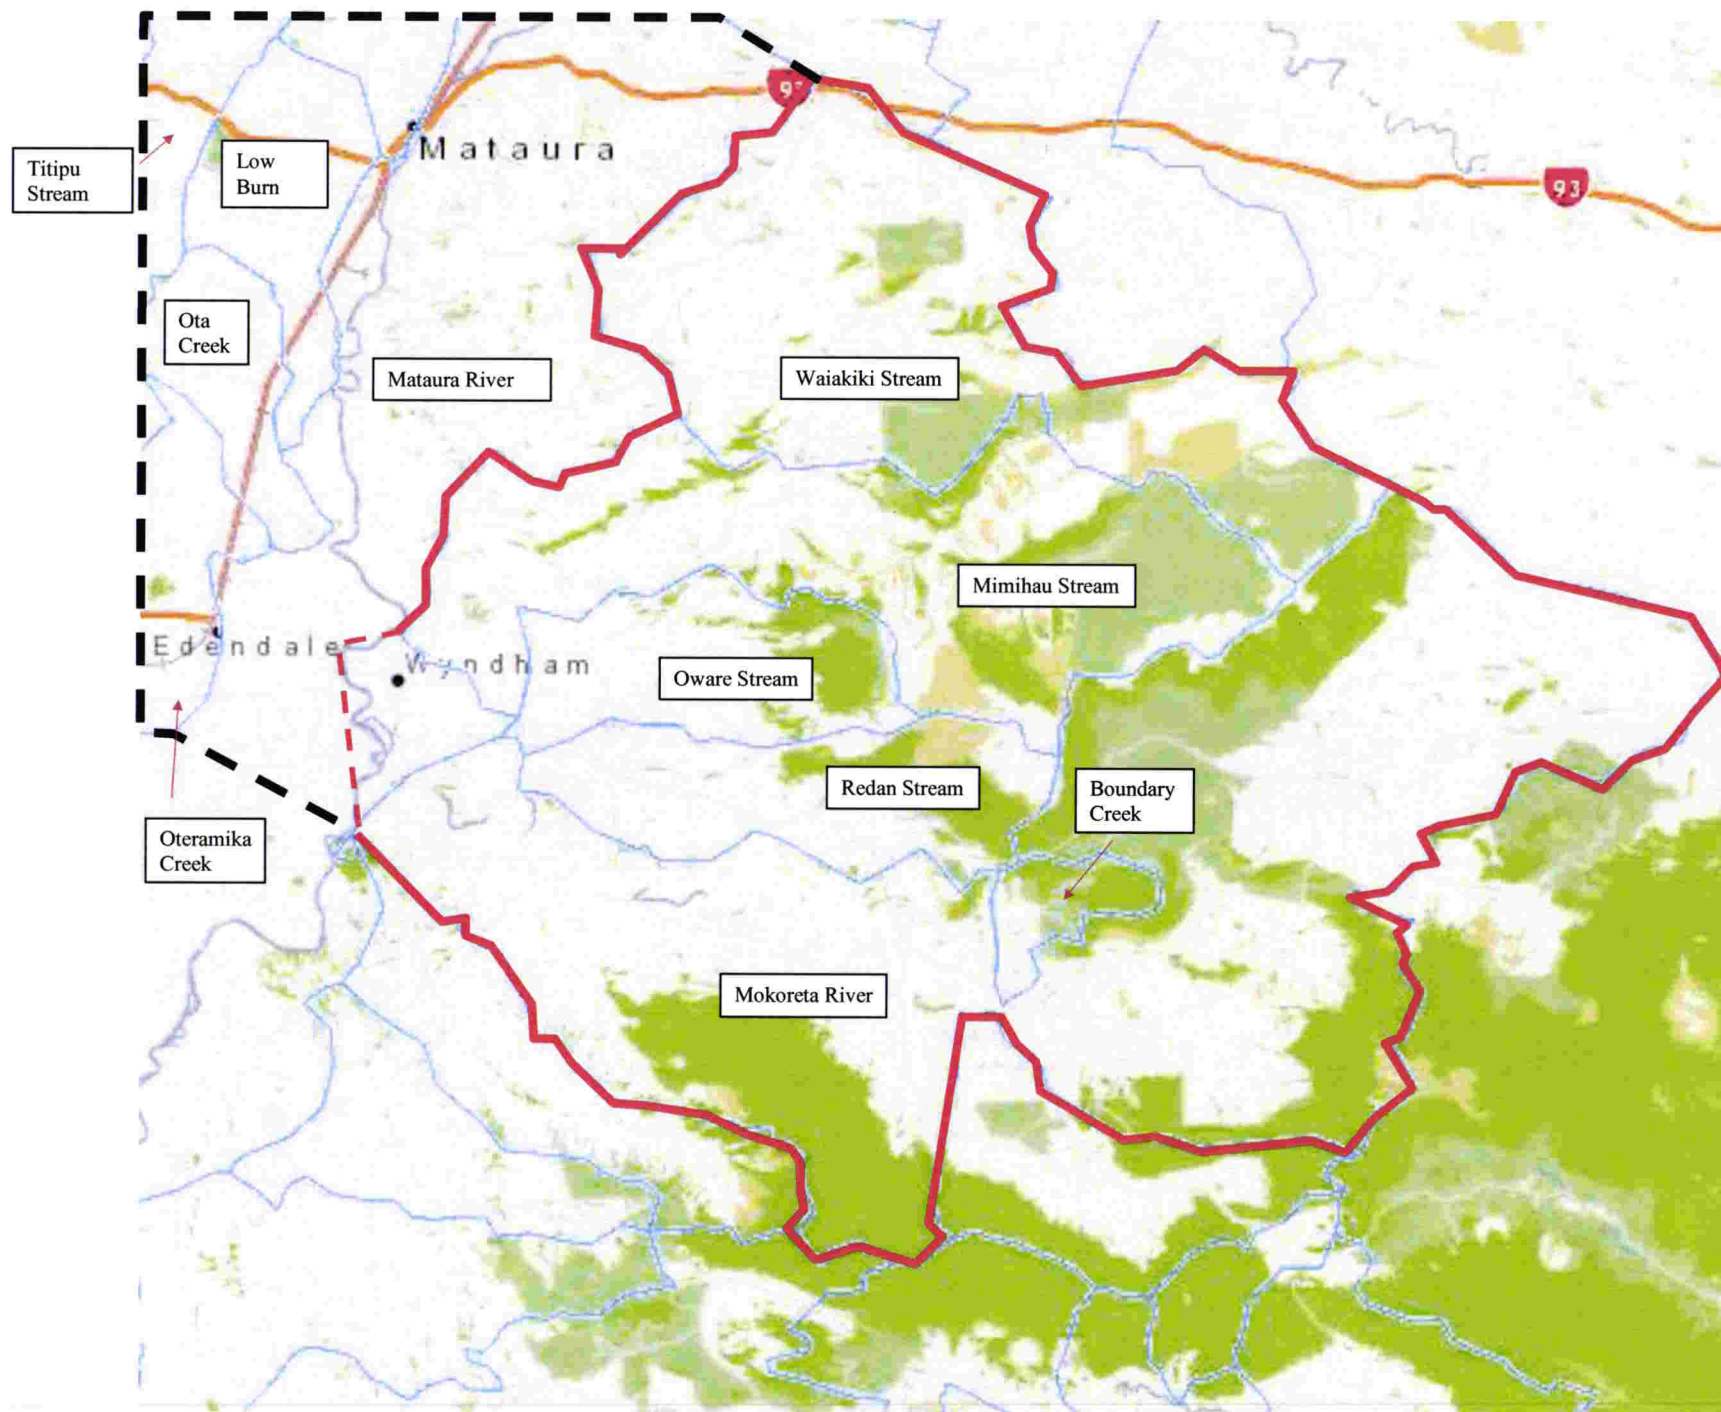 93
Mataura
Titipu
Stream
Low
Burn
93
Ota
Creek
Mataura River
Waiakiki Stream
Mimihau Stream
Edendale
Wyndham
Oware Stream
Redan Stream
Boundary
Creek
Oteramika
Creek
Mokoreta River